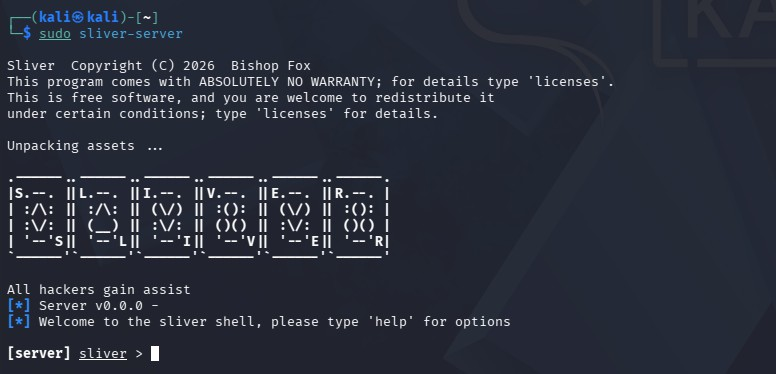 ┌──(kali㉿kali)-[~]
└─$ sudo sliver-server

Sliver  Copyright (C) 2026  Bishop Fox
This program comes with ABSOLUTELY NO WARRANTY; for details type 'licenses'.
This is free software, and you are welcome to redistribute it
under certain conditions; type 'licenses' for details.

Unpacking assets ...

.------..------..------..------..------..------.
|S.--. ||L.--. ||I.--. ||V.--. ||E.--. ||R.--. |
| :/\: || :/\: || (\/) || :(): || (\/) || :(): |
| :\/: || (__) || :\/: || ()() || :\/: || ()() |
| '--'S|| '--'L|| '--'I|| '--'V|| '--'E|| '--'R|
`------'`------'`------'`------'`------'`------'

All hackers gain assist
[*] Server v0.0.0 -
[*] Welcome to the sliver shell, please type 'help' for options

[server] sliver >
KA